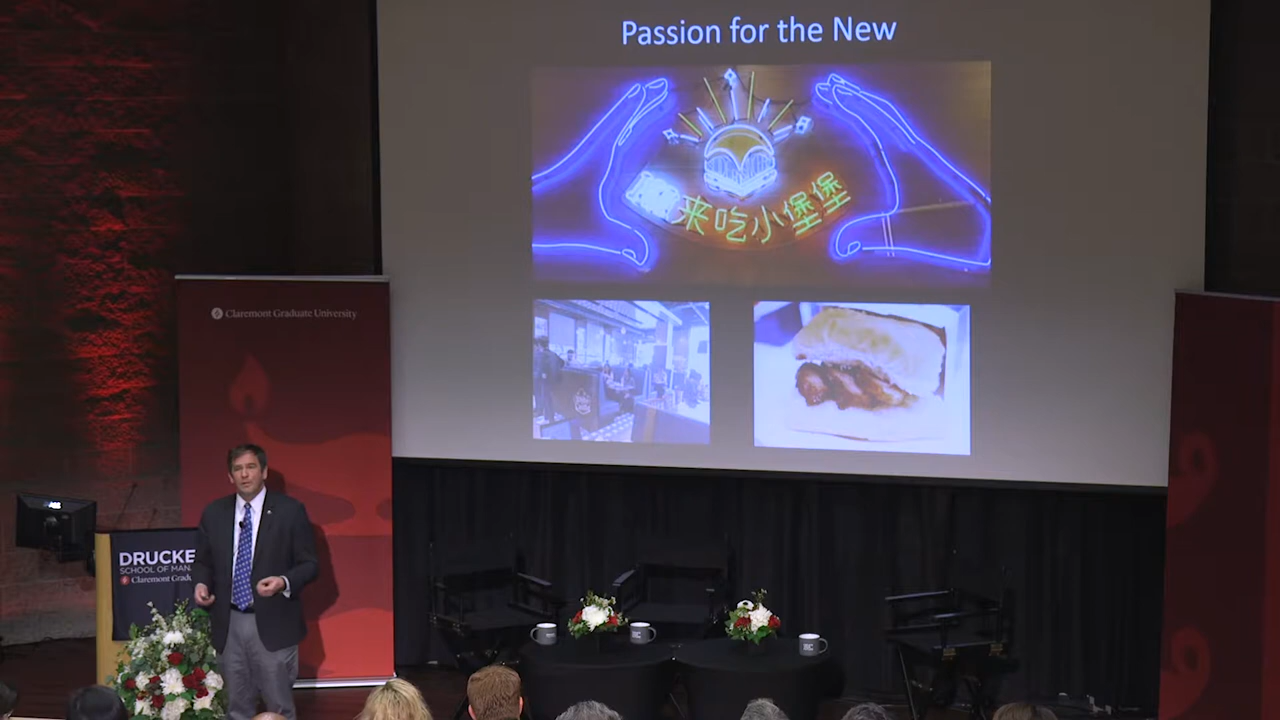 Passion for the New
来吃小堡堡
Claremont Graduate University
DRUCKE
SCHOOL OF MAN
Claremont Gradu